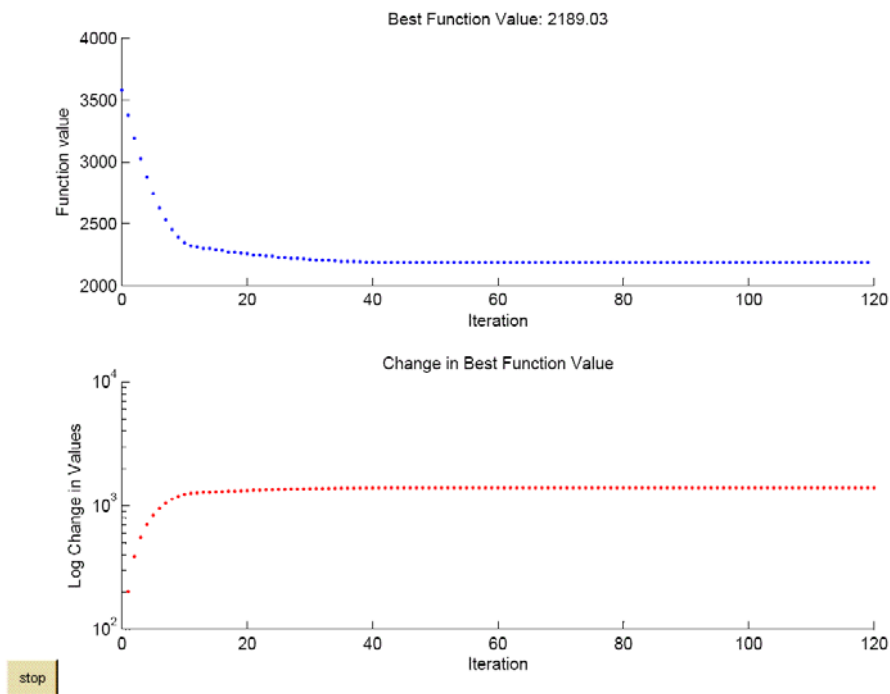 Best Function Value: 2189.03
4000
3500
3000
2500
2000
Function value
0 20 40 60 80 100 120
Iteration
Change in Best Function Value
10^4
10^3
10^2
Log Change in Values
0 20 40 60 80 100 120
Iteration
stop